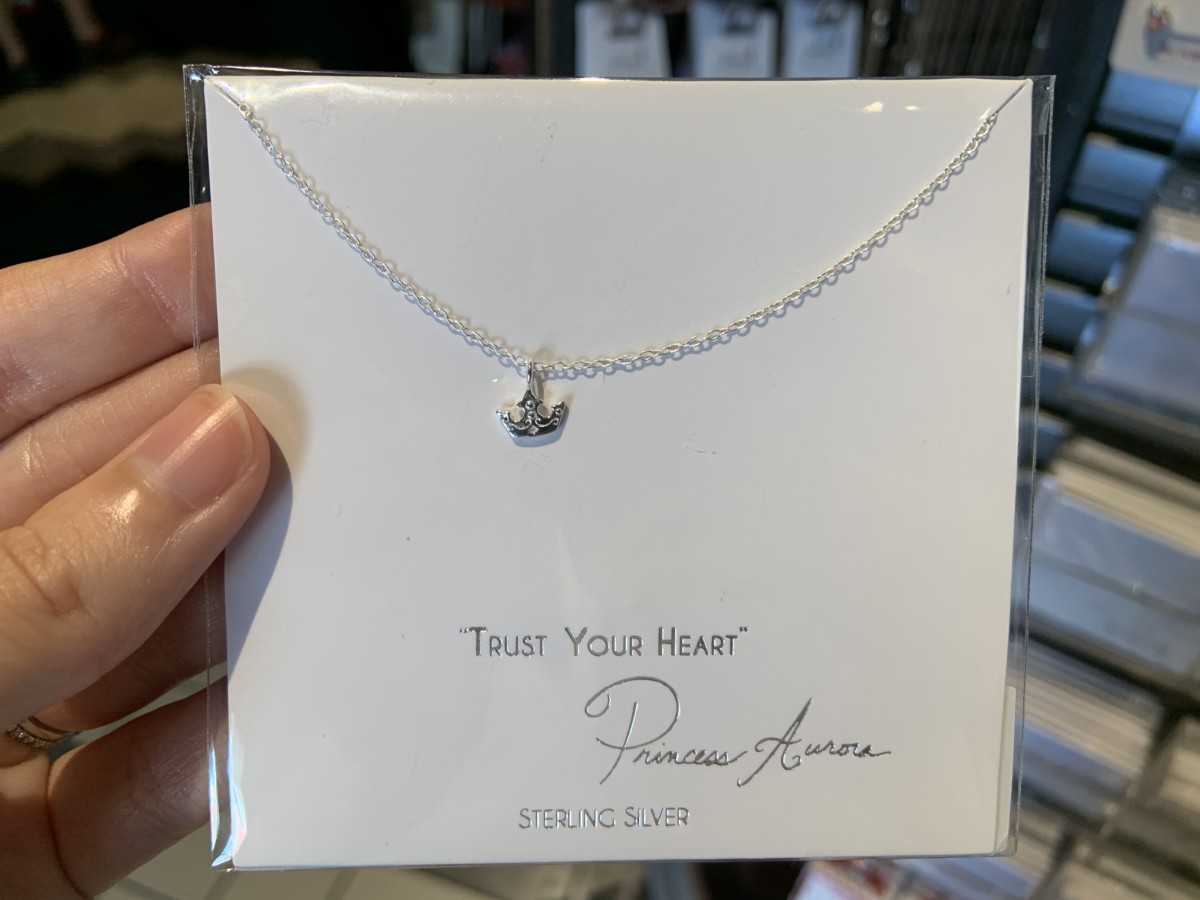 "Trust Your Heart"
Princess Aurora
STERLING SILVER